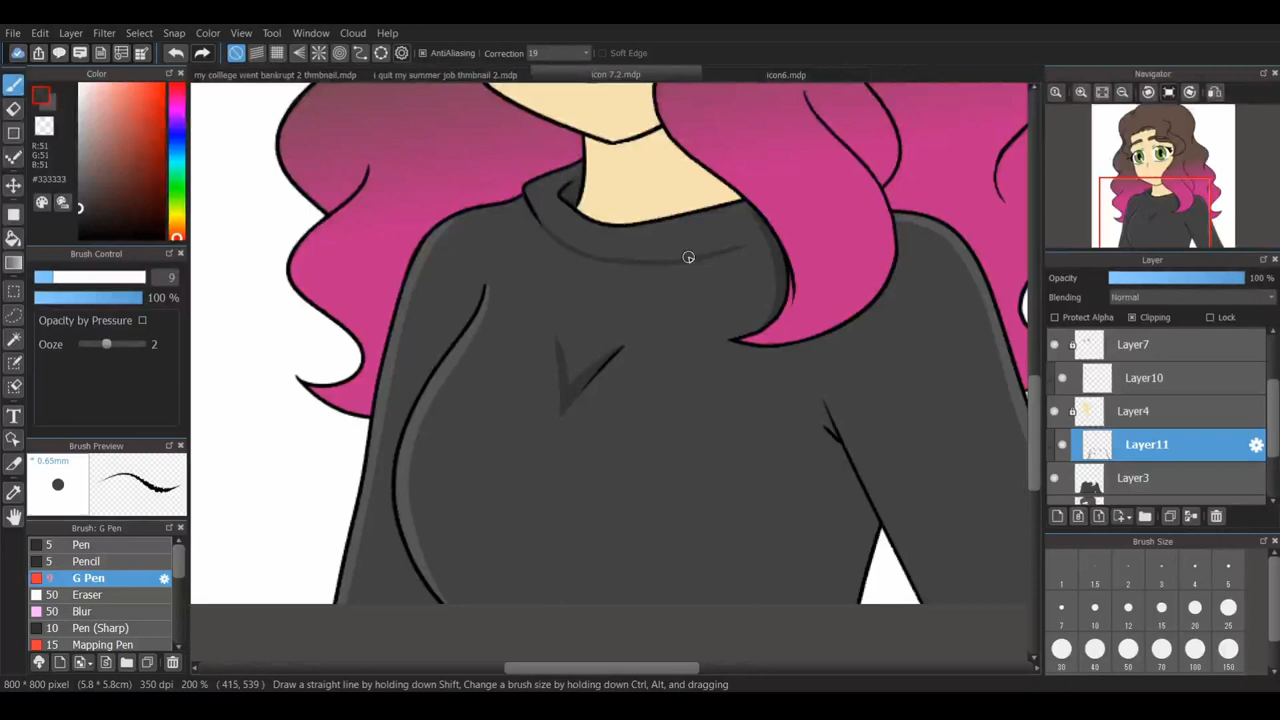 File Edit Layer Filter Select Snap Color View Tool Window Cloud Help
AntiAliasing Correction 19 Soft Edge
Color
my college went bankrupt 2 thmbnail.mdp i quit my summer job thmbnail 2.mdp icon 7.2.mdp icon6.mdp
Navigator
R:51
G:51
B:51
#333333
Brush Control
9
100 %
Opacity by Pressure
Ooze 2
Brush Preview
* 0.65mm
Brush: G Pen
5 Pen
5 Pencil
9 G Pen
50 Eraser
50 Blur
10 Pen (Sharp)
15 Mapping Pen
Layer
Opacity 100 %
Blending Normal
Protect Alpha Clipping Lock
Layer7
Layer10
Layer4
Layer11
Layer3
Brush Size
1 1.5 2 3 4 5
7 10 12 15 20 25
30 40 50 70 100 150
800 * 800 pixel (5.8 * 5.8cm) 350 dpi 200 % ( 415, 539 ) Draw a straight line by holding down Shift, Change a brush size by holding down Ctrl, Alt, and dragging